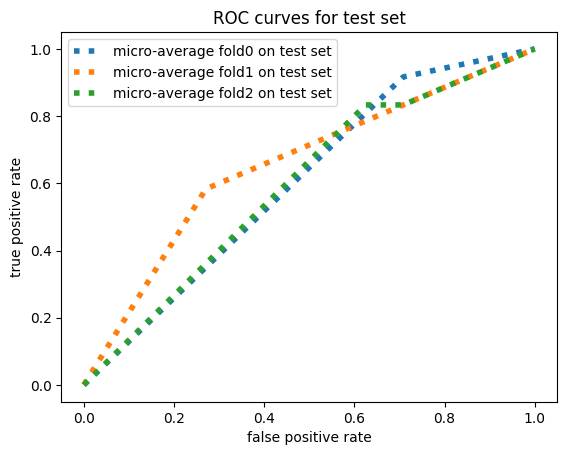 ROC curves for test set
micro-average fold0 on test set
micro-average fold1 on test set
micro-average fold2 on test set
true positive rate
1.0
0.8
0.6
0.4
0.2
0.0
0.0 0.2 0.4 0.6 0.8 1.0
false positive rate